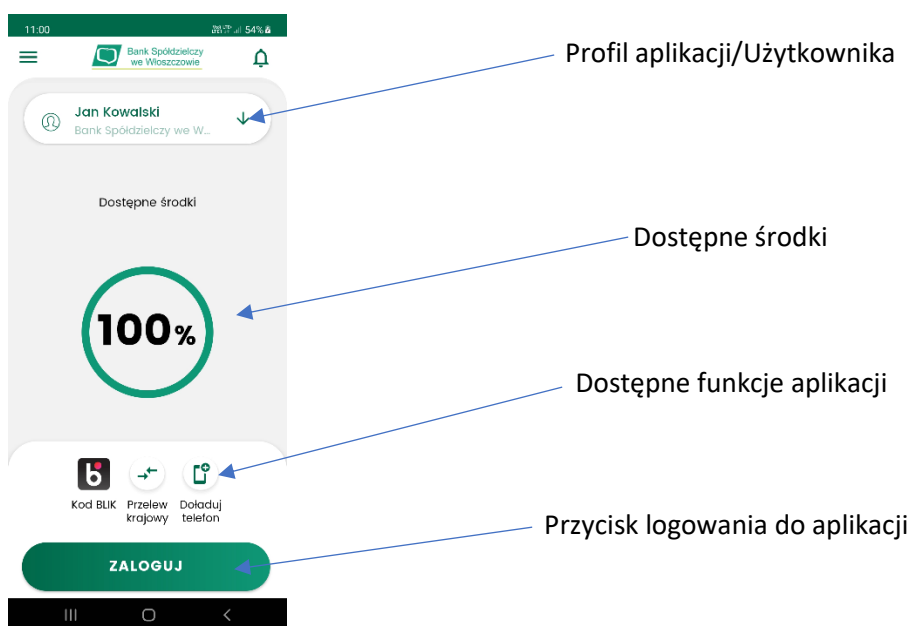 11:00
54%
Bank Spółdzielczy
we Włoszczowie
Profil aplikacji/Użytkownika
Jan Kowalski
Bank Spółdzielczy we W...
Dostępne środki
Dostępne środki
100%
Dostępne funkcje aplikacji
Kod BLIK
Przelew
krajowy
Doładuj
telefon
Przycisk logowania do aplikacji
ZALOGUJ